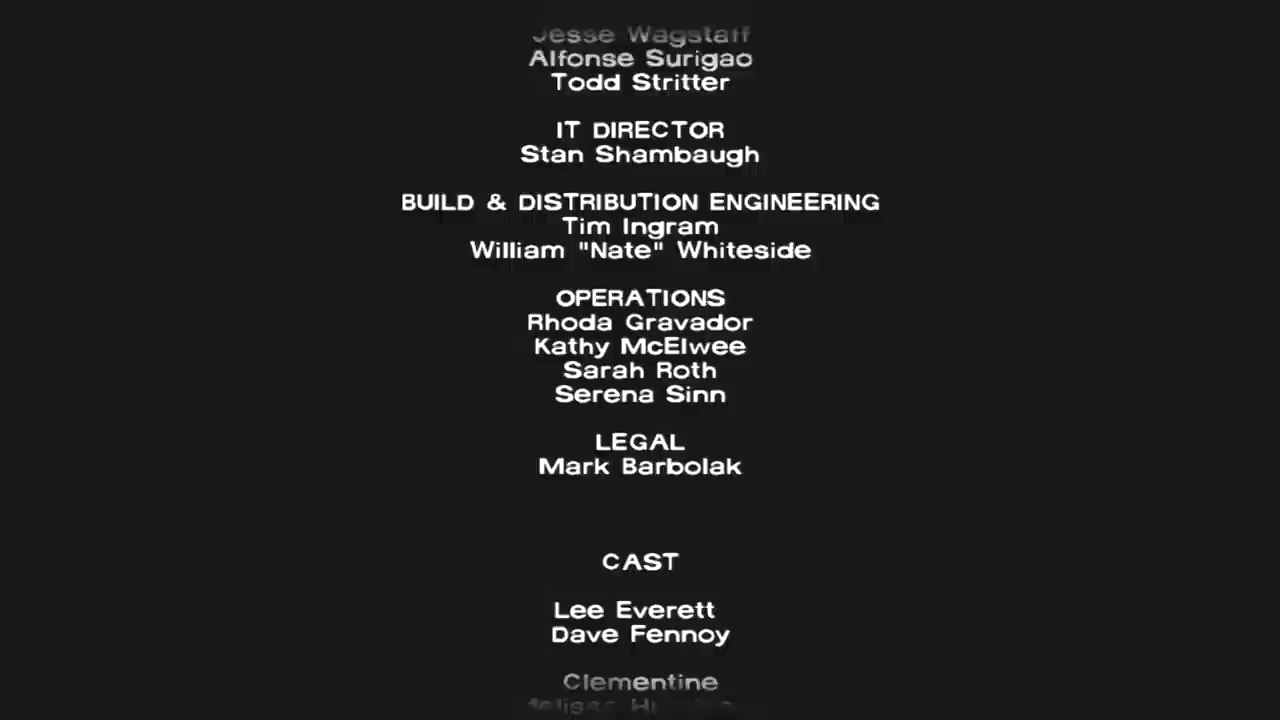 Jesse Wagstaff
Alfonse Surigao
Todd Stritter
IT DIRECTOR
Stan Shambaugh
BUILD & DISTRIBUTION ENGINEERING
Tim Ingram
William "Nate" Whiteside
OPERATIONS
Rhoda Gravador
Kathy McElwee
Sarah Roth
Serena Sinn
LEGAL
Mark Barbolak
CAST
Lee Everett
Dave Fennoy
Clementine
Melissa